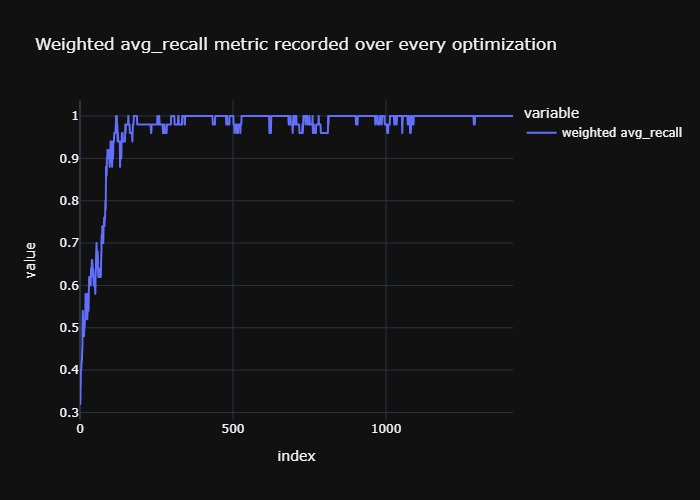 Weighted avg_recall metric recorded over every optimization
variable
weighted avg_recall
1
0.9
0.8
0.7
0.6
0.5
0.4
0.3
value
0
500
1000
index